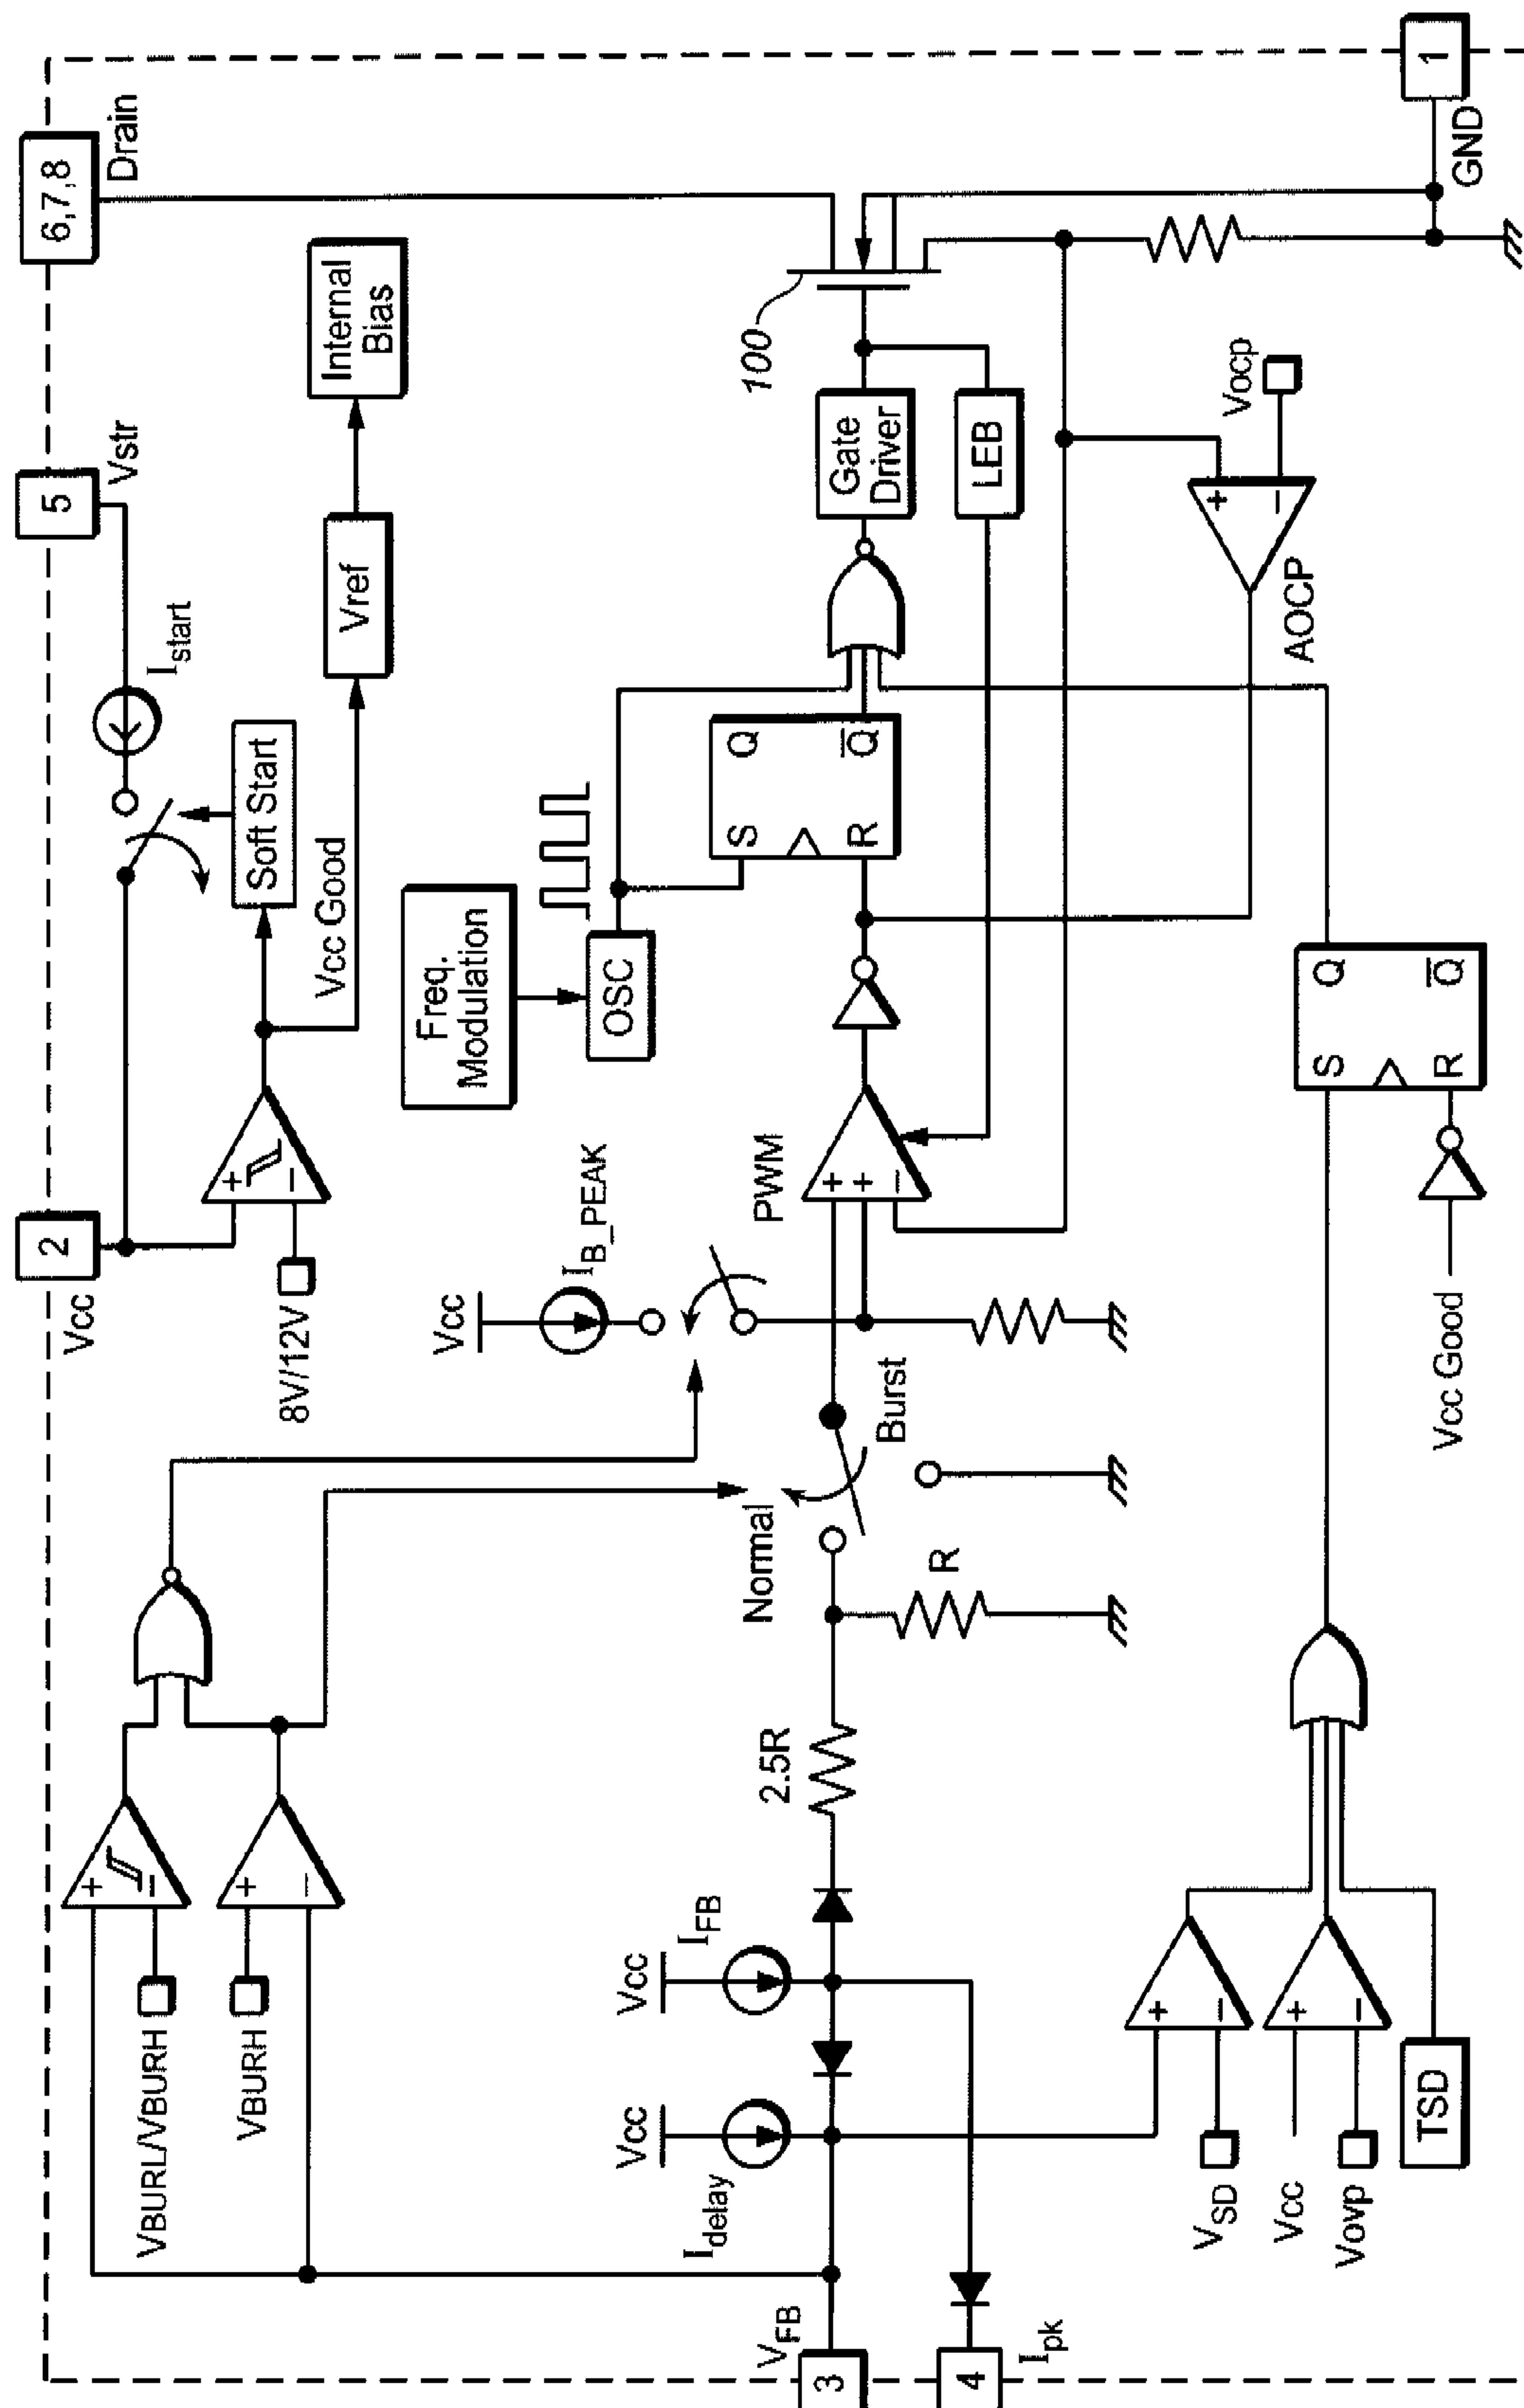 2
Vcc
5
Vstr
6,7,8
Drain
Istart
+
−
8V/12V
Soft Start
Vcc Good
Vref
Internal
Bias
+
−
VBURL/VBURH
+
−
VBURH
Vcc
IB_PEAK
Freq.
Modulation
OSC
Vcc
Idelay
Vcc
IFB
3
VFB
4
Ipk
2.5R
R
Normal
Burst
PWM
+
+
−
S
Q
R
Q
Gate
Driver
LEB
100
+
−
Vocp
AOCP
1
GND
+
−
VSD
+
−
Vcc
Vovp
TSD
S
Q
R
Q
Vcc Good